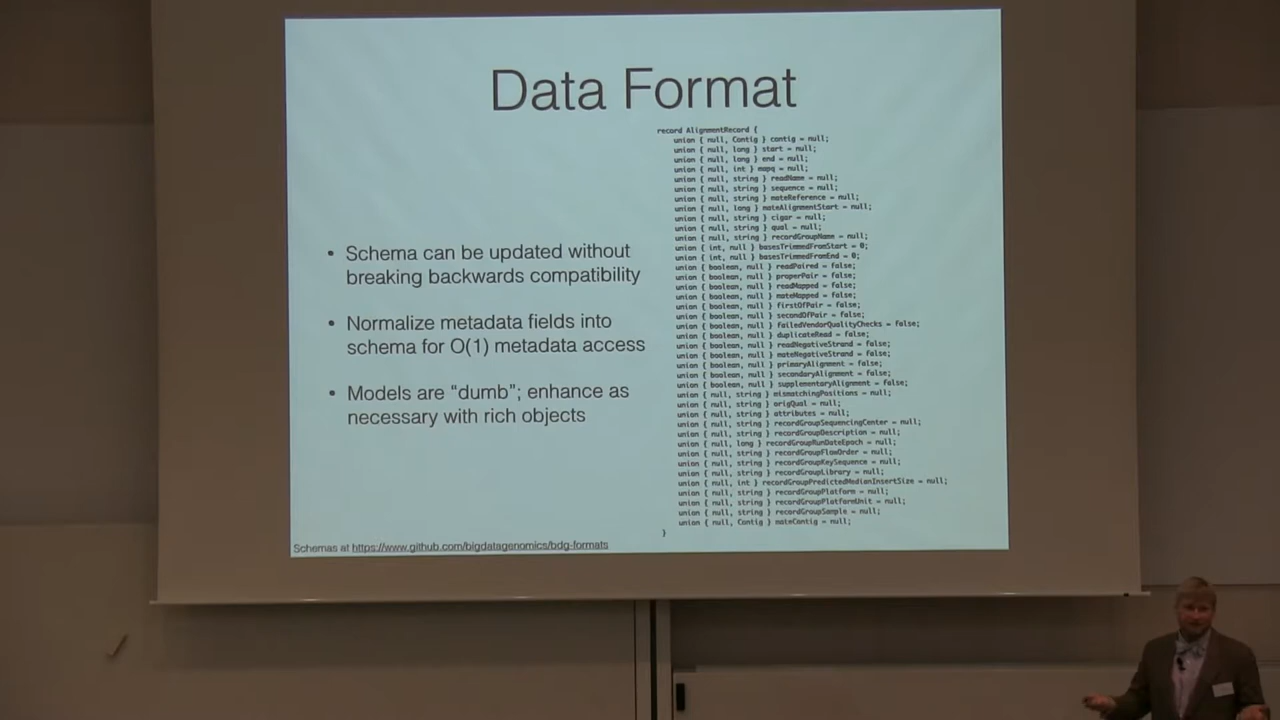 Data Format
• Schema can be updated without
breaking backwards compatibility
• Normalize metadata fields into
schema for O(1) metadata access
• Models are “dumb”; enhance as
necessary with rich objects
record AlignmentRecord {
union { null, Contig } contig = null;
union { null, long } start = null;
union { null, long } end = null;
union { null, int } mapq = null;
union { null, string } readName = null;
union { null, string } sequence = null;
union { null, string } mateReference = null;
union { null, long } mateAlignmentStart = null;
union { null, string } cigar = null;
union { null, string } qual = null;
union { null, string } recordGroupName = null;
union { int, null } basesTrimmedFromStart = 0;
union { int, null } basesTrimmedFromEnd = 0;
union { boolean, null } readPaired = false;
union { boolean, null } properPair = false;
union { boolean, null } readMapped = false;
union { boolean, null } mateMapped = false;
union { boolean, null } firstOfPair = false;
union { boolean, null } secondOfPair = false;
union { boolean, null } failedVendorQualityChecks = false;
union { boolean, null } duplicateRead = false;
union { boolean, null } readNegativeStrand = false;
union { boolean, null } mateNegativeStrand = false;
union { boolean, null } primaryAlignment = false;
union { boolean, null } secondaryAlignment = false;
union { boolean, null } supplementaryAlignment = false;
union { null, string } mismatchingPositions = null;
union { null, string } origQual = null;
union { null, string } attributes = null;
union { null, string } recordGroupSequencingCenter = null;
union { null, string } recordGroupDescription = null;
union { null, long } recordGroupRunDateEpoch = null;
union { null, string } recordGroupFlowOrder = null;
union { null, string } recordGroupKeySequence = null;
union { null, string } recordGroupLibrary = null;
union { null, int } recordGroupPredictedMedianInsertSize = null;
union { null, string } recordGroupPlatform = null;
union { null, string } recordGroupPlatformUnit = null;
union { null, string } recordGroupSample = null;
union { null, Contig } mateContig = null;
}
Schemas at https://www.github.com/bigdatagenomics/bdg-formats